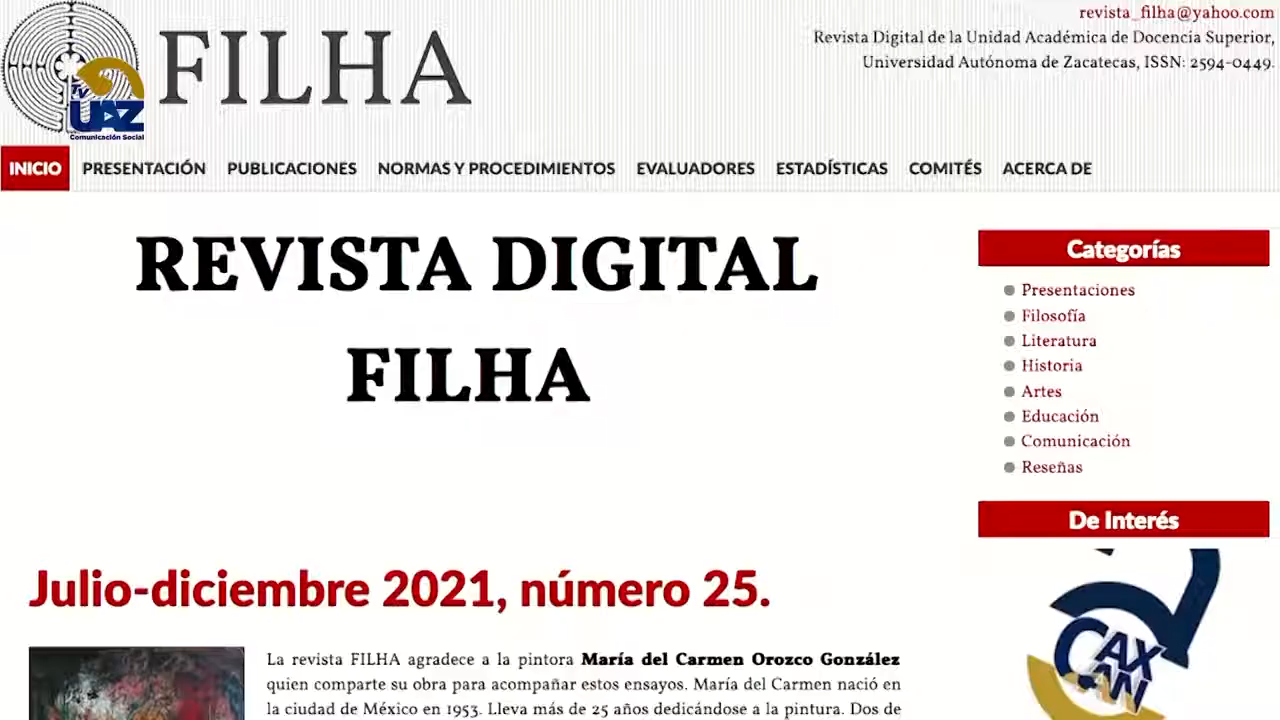 FILHA
Tv
UAZ
Comunicación Social
revista_filha@yahoo.com
Revista Digital de la Unidad Académica de Docencia Superior,
Universidad Autónoma de Zacatecas, ISSN: 2594-0449.
INICIO PRESENTACIÓN PUBLICACIONES NORMAS Y PROCEDIMIENTOS EVALUADORES ESTADÍSTICAS COMITÉS ACERCA DE
REVISTA DIGITAL
FILHA
Julio-diciembre 2021, número 25.
La revista FILHA agradece a la pintora María del Carmen Orozco González
quien comparte su obra para acompañar estos ensayos. María del Carmen nació en
la ciudad de México en 1953. Lleva más de 25 años dedicándose a la pintura. Dos de
Categorías
Presentaciones
Filosofía
Literatura
Historia
Artes
Educación
Comunicación
Reseñas
De Interés
CAX
CAN